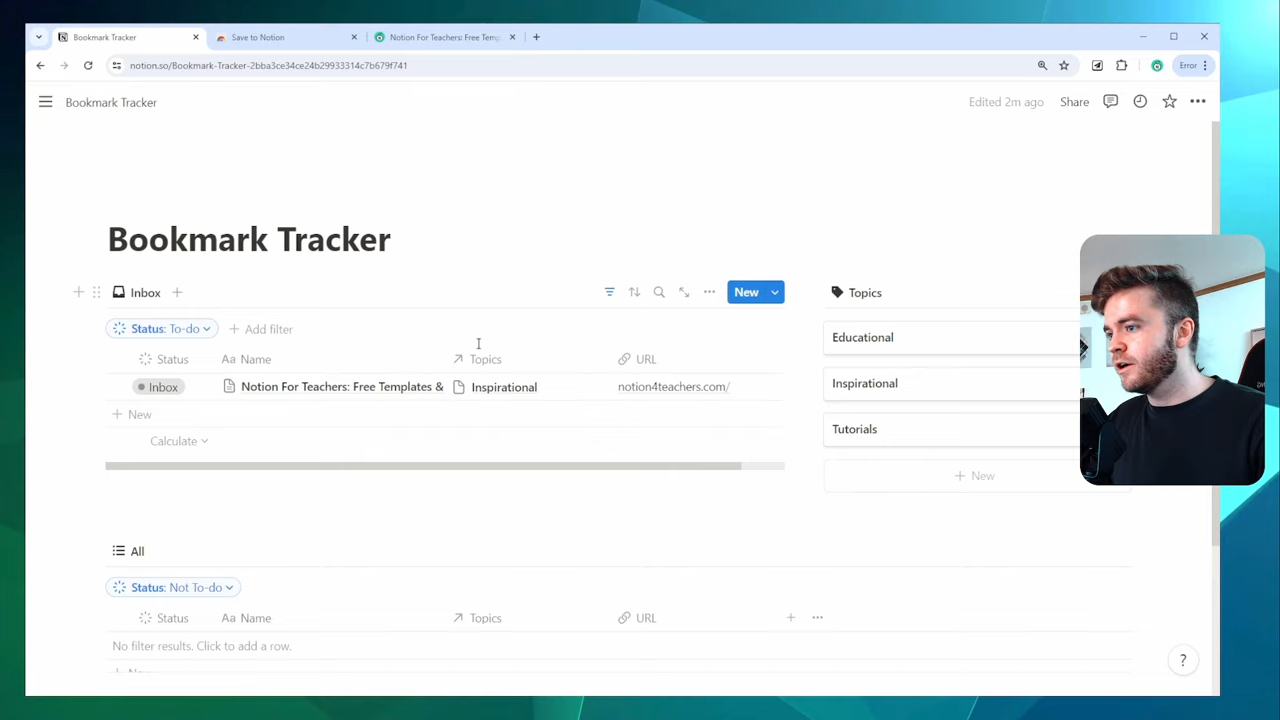 Bookmark Tracker
Save to Notion
Notion For Teachers: Free Temp
notion.so/Bookmark-Tracker-2bba3ce34ce24b29933314c7b679f741
Error
Bookmark Tracker
Edited 2m ago
Share
Bookmark Tracker
Inbox
New
Topics
Status: To-do
Add filter
Educational
Status
Aa Name
Topics
URL
Inbox
Notion For Teachers: Free Templates &
Inspirational
notion4teachers.com/
Inspirational
New
Tutorials
Calculate
New
All
Status: Not To-do
Status
Aa Name
Topics
URL
No filter results. Click to add a row.
?